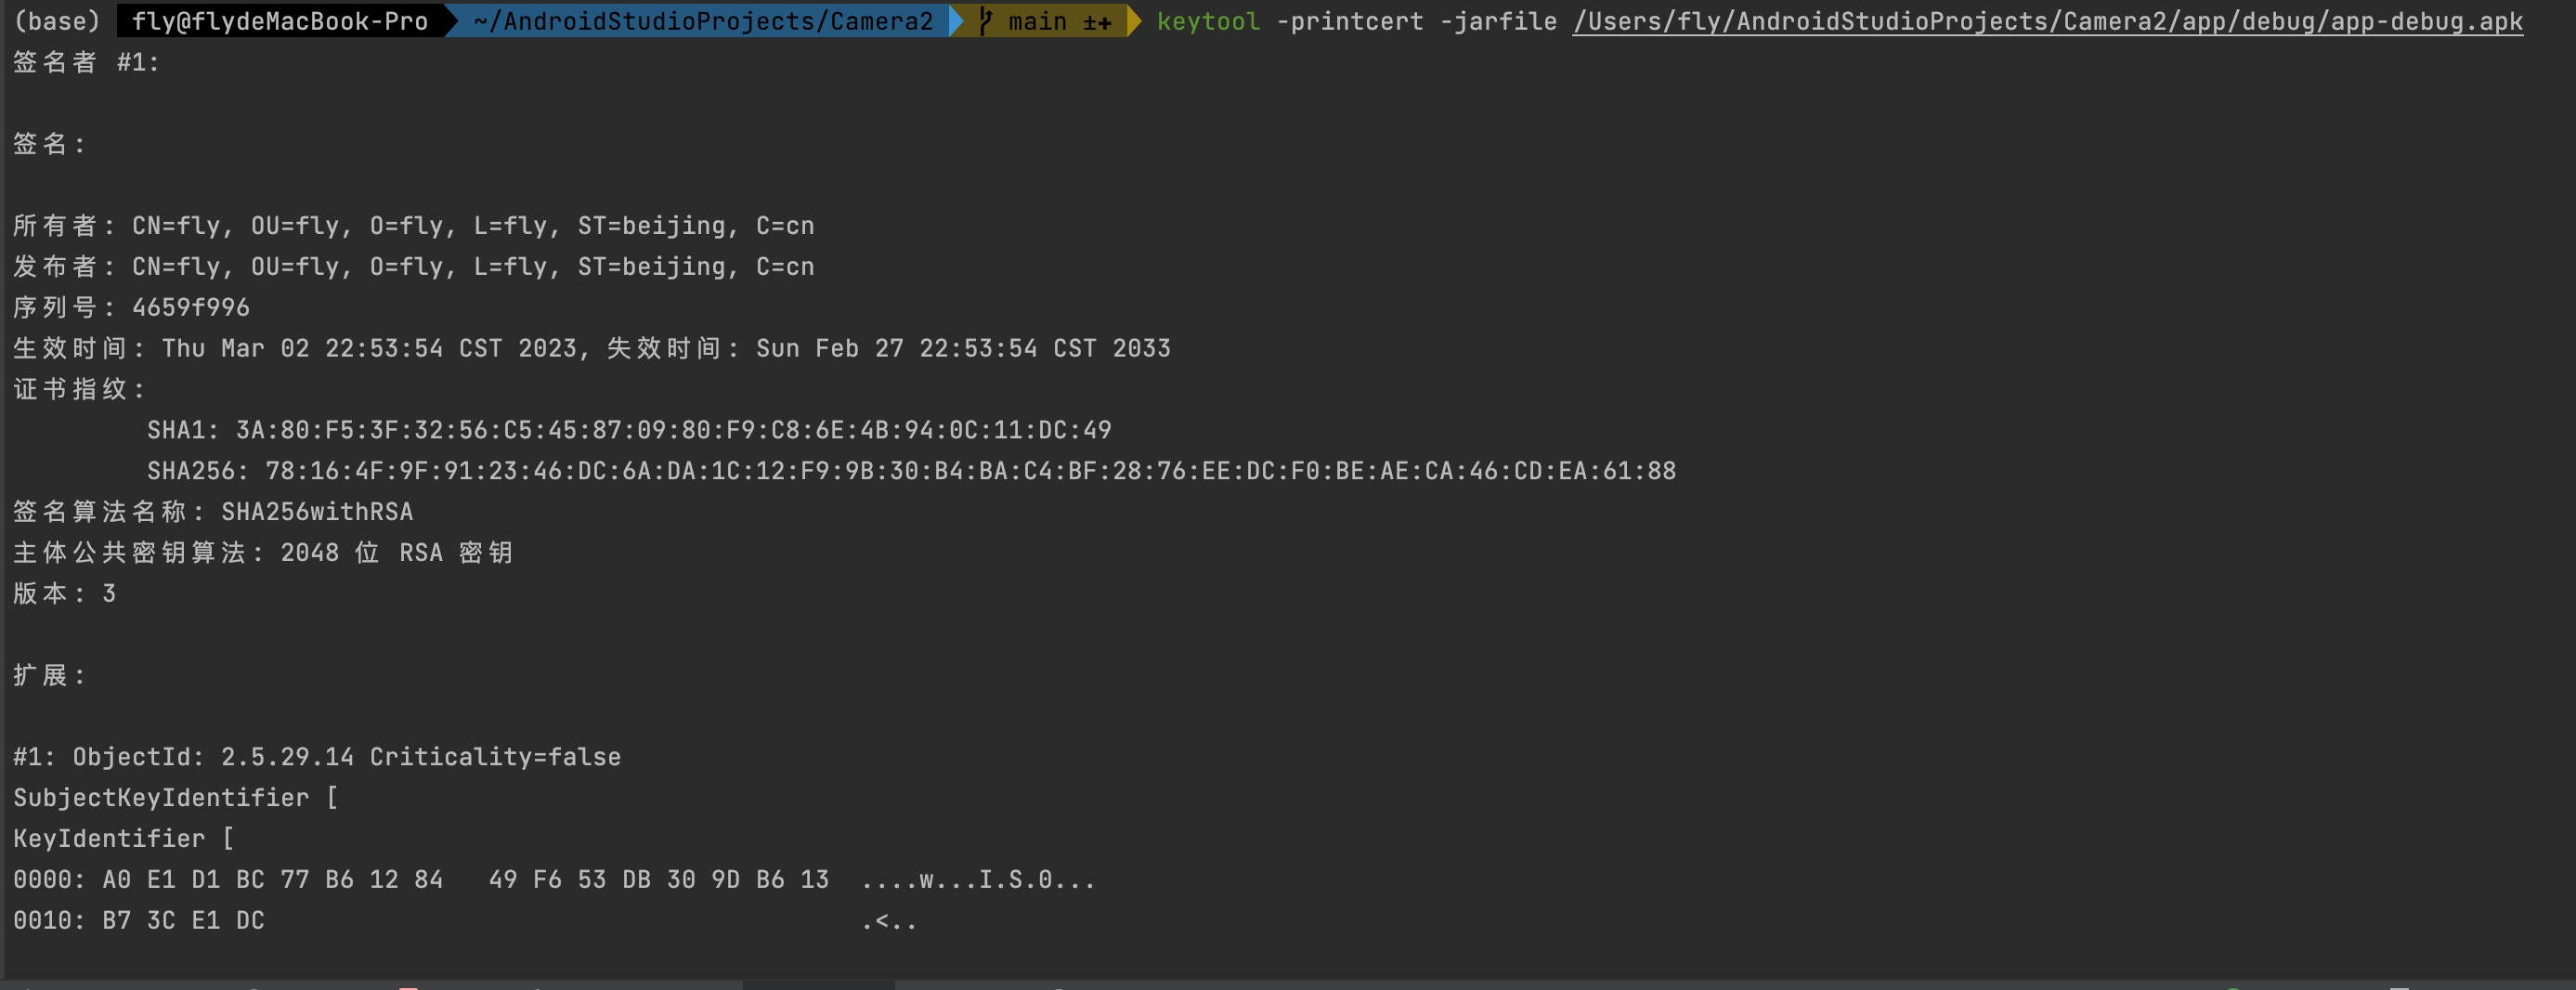 (base) fly@flydeMacBook-Pro ~/AndroidStudioProjects/Camera2 main ±✚ keytool -printcert -jarfile /Users/fly/AndroidStudioProjects/Camera2/app/debug/app-debug.apk
签名者 #1:
签名:
所有者: CN=fly, OU=fly, O=fly, L=fly, ST=beijing, C=cn
发布者: CN=fly, OU=fly, O=fly, L=fly, ST=beijing, C=cn
序列号: 4659f996
生效时间: Thu Mar 02 22:53:54 CST 2023, 失效时间: Sun Feb 27 22:53:54 CST 2033
证书指纹:
SHA1: 3A:80:F5:3F:32:56:C5:45:87:09:80:F9:C8:6E:4B:94:0C:11:DC:49
SHA256: 78:16:4F:9F:91:23:46:DC:6A:DA:1C:12:F9:9B:30:B4:BA:C4:BF:28:76:EE:DC:F0:BE:AE:CA:46:CD:EA:61:88
签名算法名称: SHA256withRSA
主体公共密钥算法: 2048 位 RSA 密钥
版本: 3
扩展:
#1: ObjectId: 2.5.29.14 Criticality=false
SubjectKeyIdentifier [
KeyIdentifier [
0000: A0 E1 D1 BC 77 B6 12 84   49 F6 53 DB 30 9D B6 13  ....w...I.S.0...
0010: B7 3C E1 DC                                        .<..